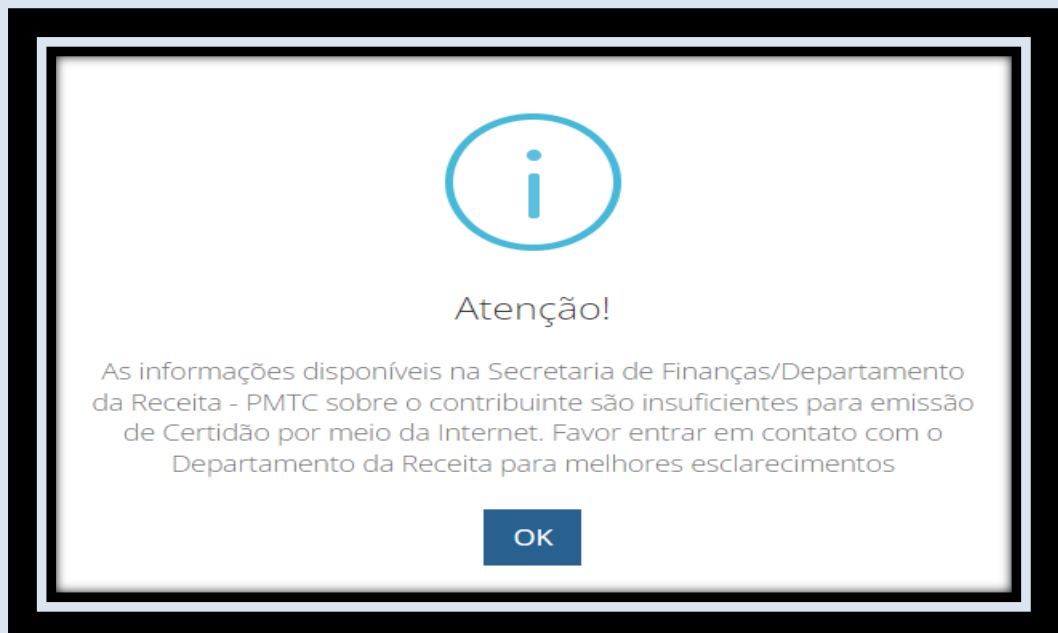 Atenção!
As informações disponíveis na Secretaria de Finanças/Departamento
da Receita - PMTC sobre o contribuinte são insuficientes para emissão
de Certidão por meio da Internet. Favor entrar em contato com o
Departamento da Receita para melhores esclarecimentos
OK